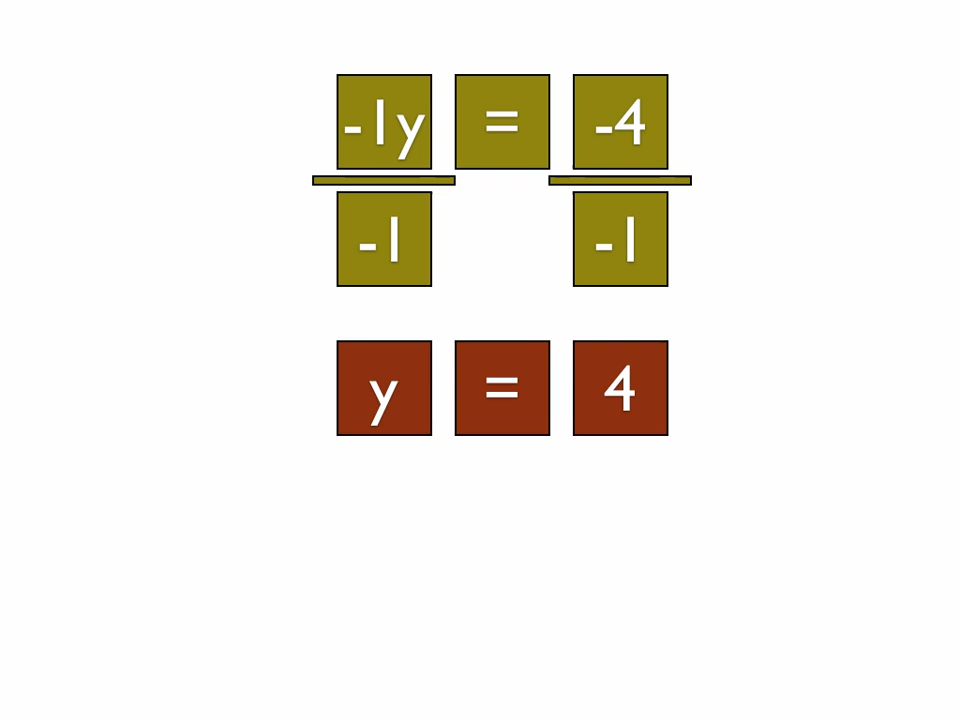 -1y = -4
-1 -1
y = 4